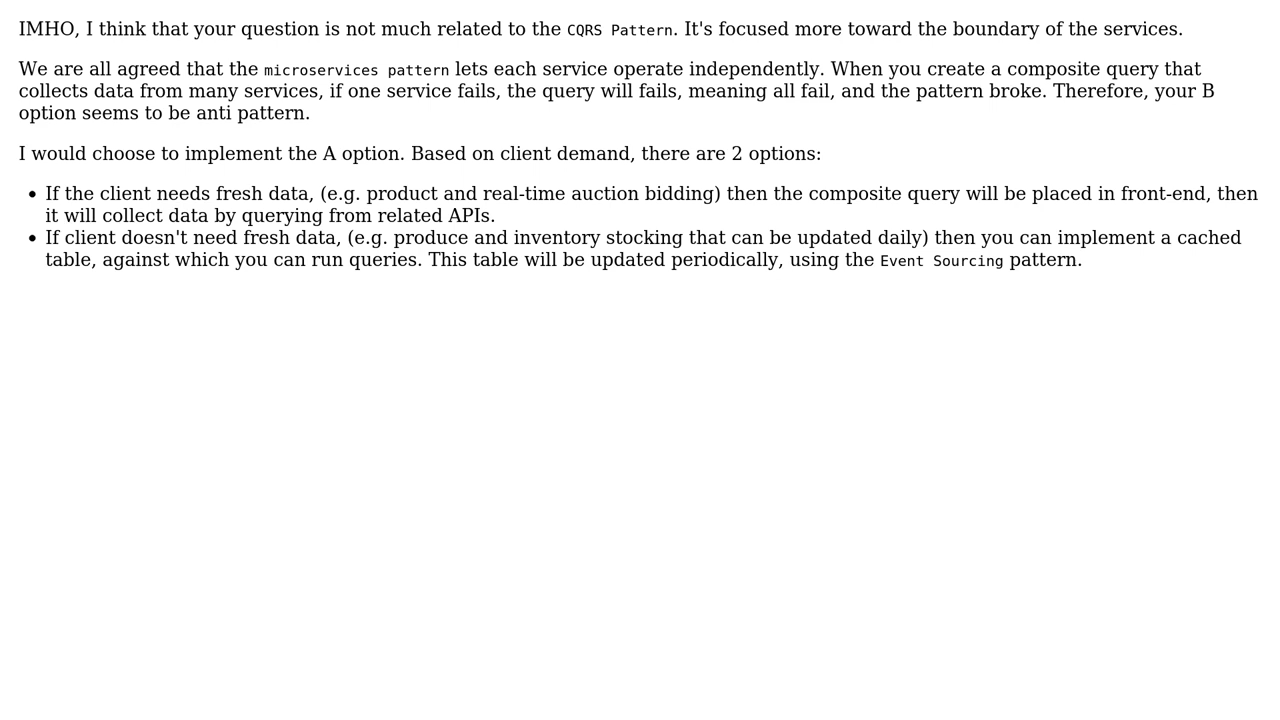 IMHO, I think that your question is not much related to the CQRS Pattern. It's focused more toward the boundary of the services.
We are all agreed that the microservices pattern lets each service operate independently. When you create a composite query that
collects data from many services, if one service fails, the query will fails, meaning all fail, and the pattern broke. Therefore, your B
option seems to be anti pattern.
I would choose to implement the A option. Based on client demand, there are 2 options:
• If the client needs fresh data, (e.g. product and real-time auction bidding) then the composite query will be placed in front-end, then
it will collect data by querying from related APIs.
• If client doesn't need fresh data, (e.g. produce and inventory stocking that can be updated daily) then you can implement a cached
table, against which you can run queries. This table will be updated periodically, using the Event Sourcing pattern.